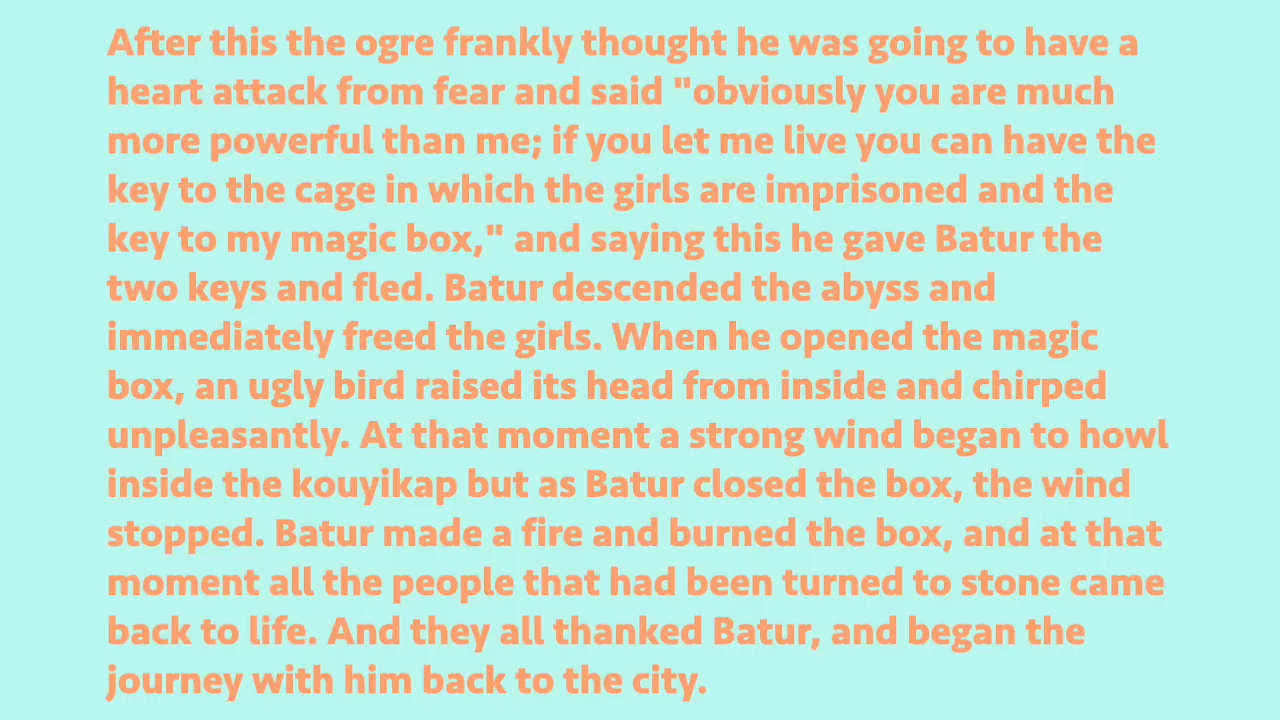 After this the ogre frankly thought he was going to have a
heart attack from fear and said "obviously you are much
more powerful than me; if you let me live you can have the
key to the cage in which the girls are imprisoned and the
key to my magic box," and saying this he gave Batur the
two keys and fled. Batur descended the abyss and
immediately freed the girls. When he opened the magic
box, an ugly bird raised its head from inside and chirped
unpleasantly. At that moment a strong wind began to howl
inside the kouyikap but as Batur closed the box, the wind
stopped. Batur made a fire and burned the box, and at that
moment all the people that had been turned to stone came
back to life. And they all thanked Batur, and began the
journey with him back to the city.